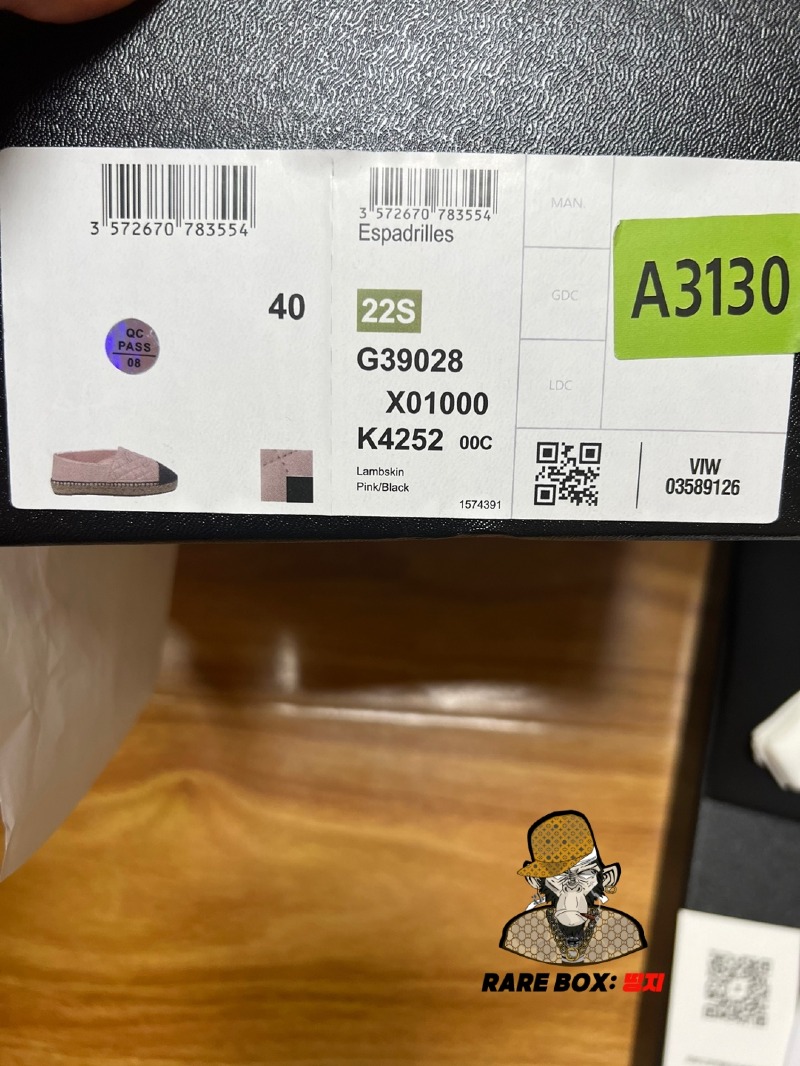 3 572670 783554
40
QC
PASS
08
3 572670 783554
Espadrilles
22S
G39028
X01000
K4252 00C
Lambskin
Pink/Black
1574391
MAN.
GDC
LDC
A3130
VIW
03589126
RARE BOX: 띵지